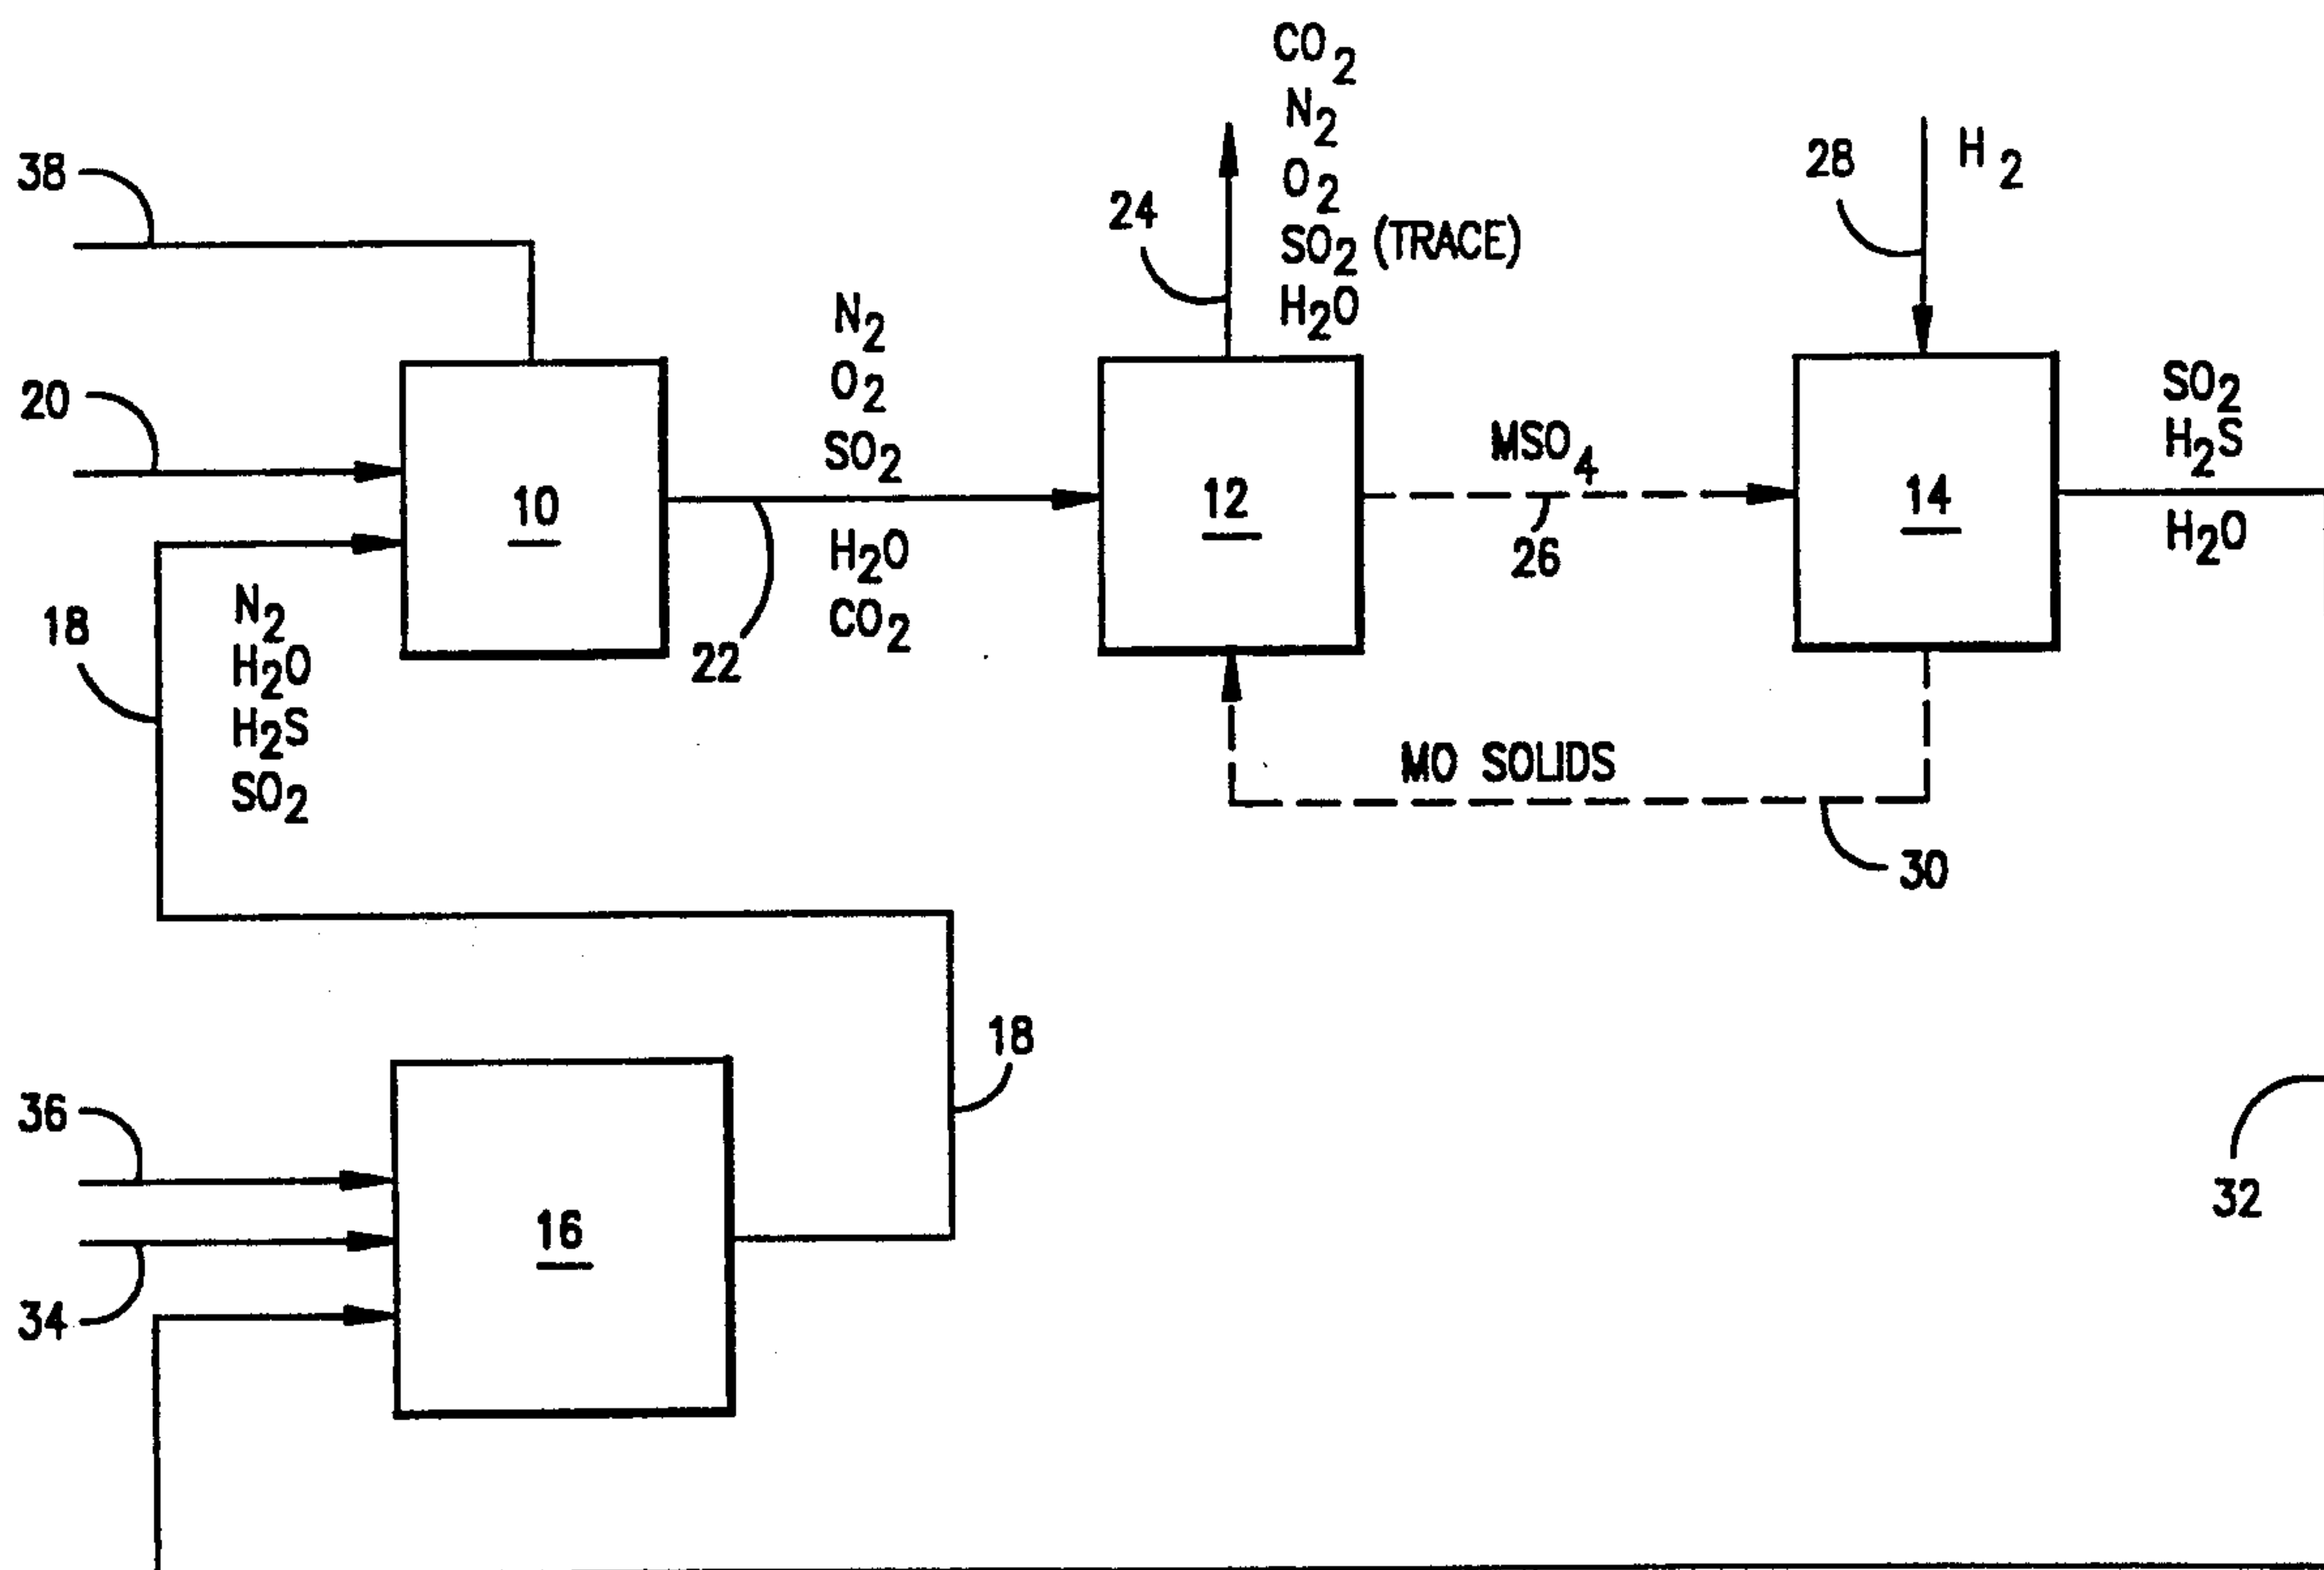 CO2
N2
O2
SO2 (TRACE)
H2O
24
28
H 2
38
20
N2
O2
SO2
H2O
CO2
10
22
12
MSO4
26
14
SO2
H2S
H2O
18
N2
H2O
H2S
SO2
MO SOLIDS
30
18
36
34
16
32